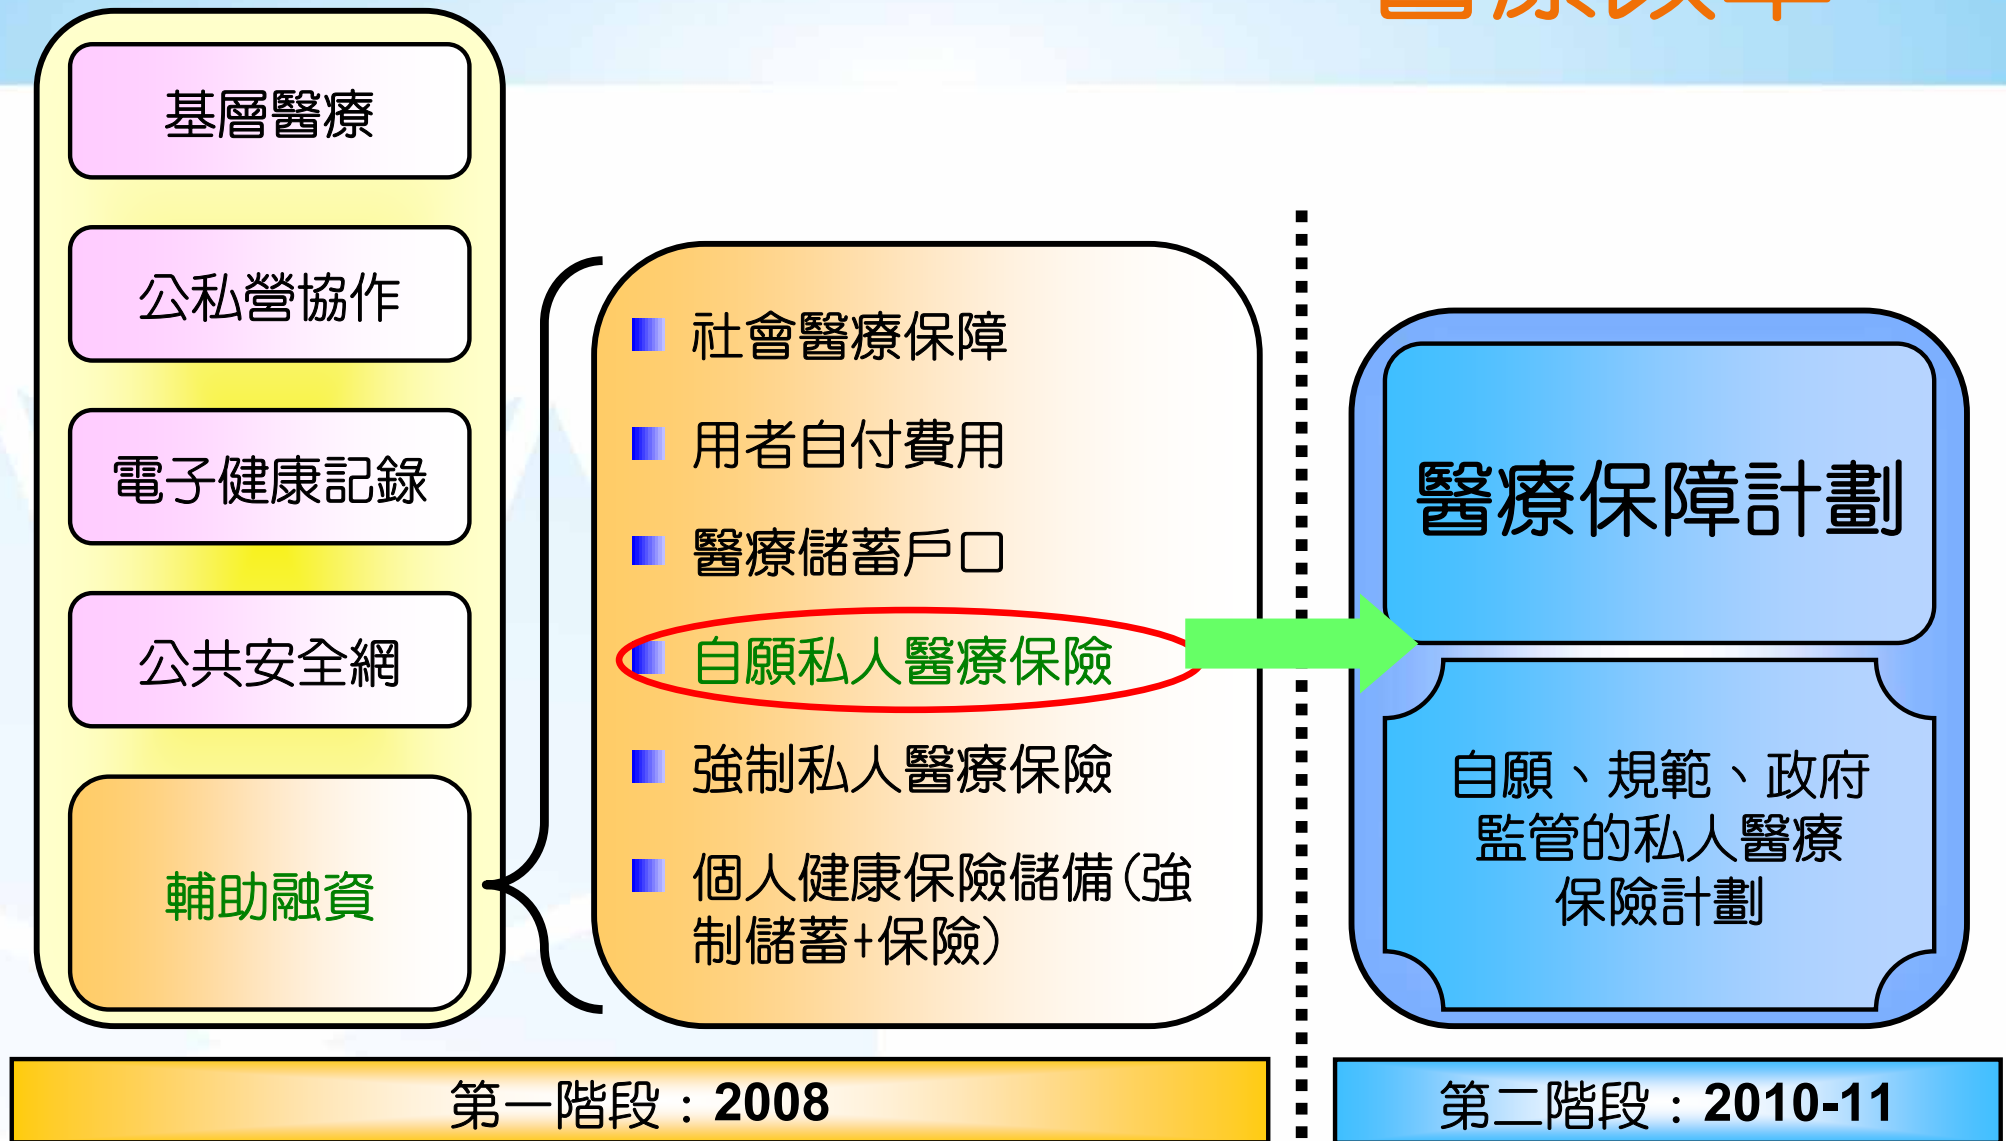 醫療改革
基層醫療
公私營協作
電子健康記錄
公共安全網
輔助融資
社會醫療保障
用者自付費用
醫療儲蓄戶口
自願私人醫療保險
強制私人醫療保險
個人健康保險儲備(強
制儲蓄+保險)
醫療保障計劃
自願、規範、政府
監管的私人醫療
保險計劃
第一階段：2008
第二階段：2010-11